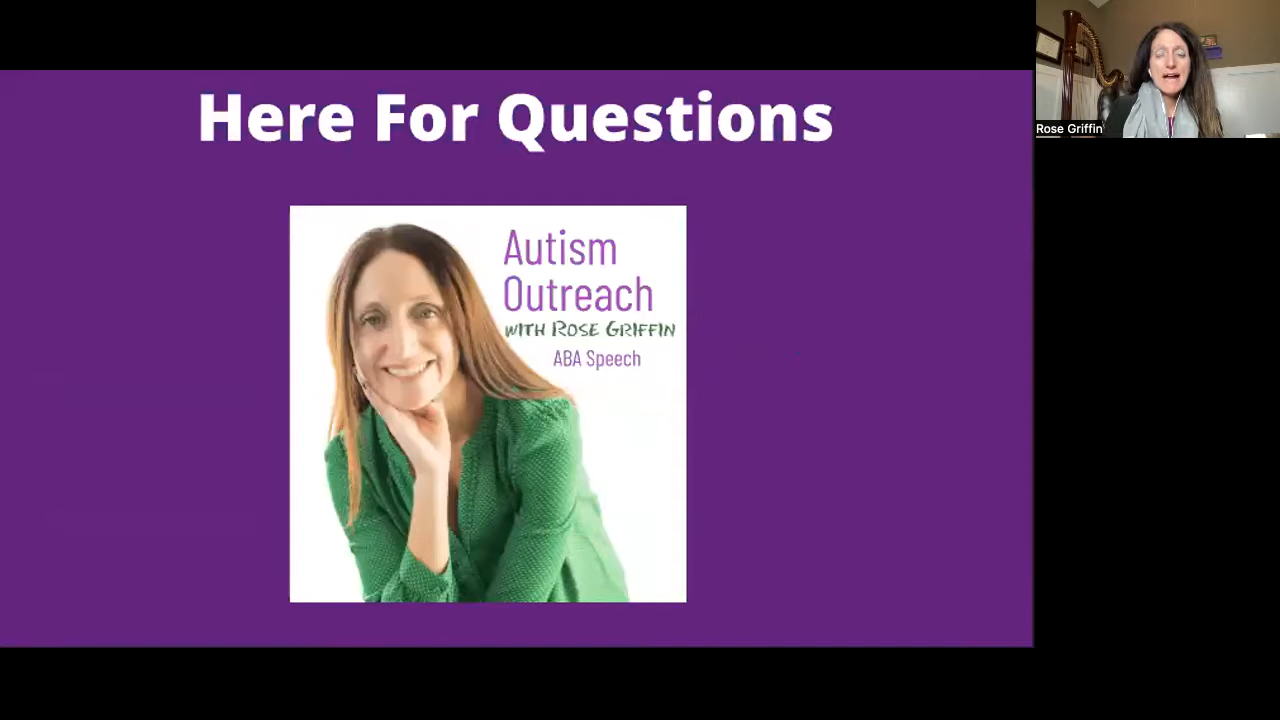 Here For Questions
Autism
Outreach
WITH ROSE GRIFFIN
ABA Speech
Rose Griffin